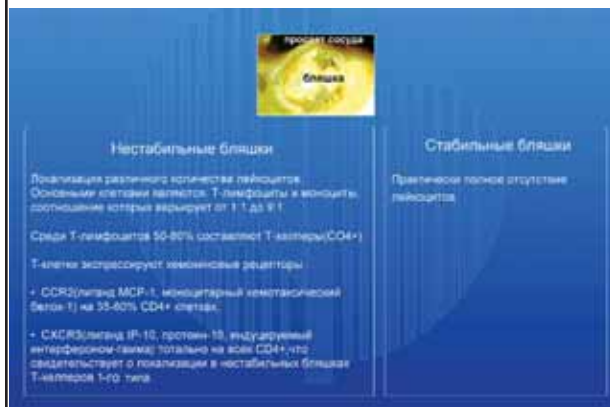 просвет сосуда
бляшка
Нестабильные бляшки
Локализация различного количества лейкоцитов
Основными клетками являются: Т-лимфоциты и моноциты,
соотношение которых варьирует от 1:1 до 9:1
Среди Т-лимфоцитов 50-80% составляют Т-хелперы(CD4+)
Т-клетки экспрессируют хемокиновые рецепторы
• CCR2(лиганд MCP-1, моноцитарный хемотаксический
белок-1) на 35-60% CD4+ клетках,
• CXCR3(лиганд IP-10, протеин-10, индуцируемый
интерфероном-гамма) тотально на всех CD4+,что
свидетельствует о локализации в нестабильных бляшках
Т-хелперов 1-го типа
Стабильные бляшки
Практически полное отсутствие
лейкоцитов